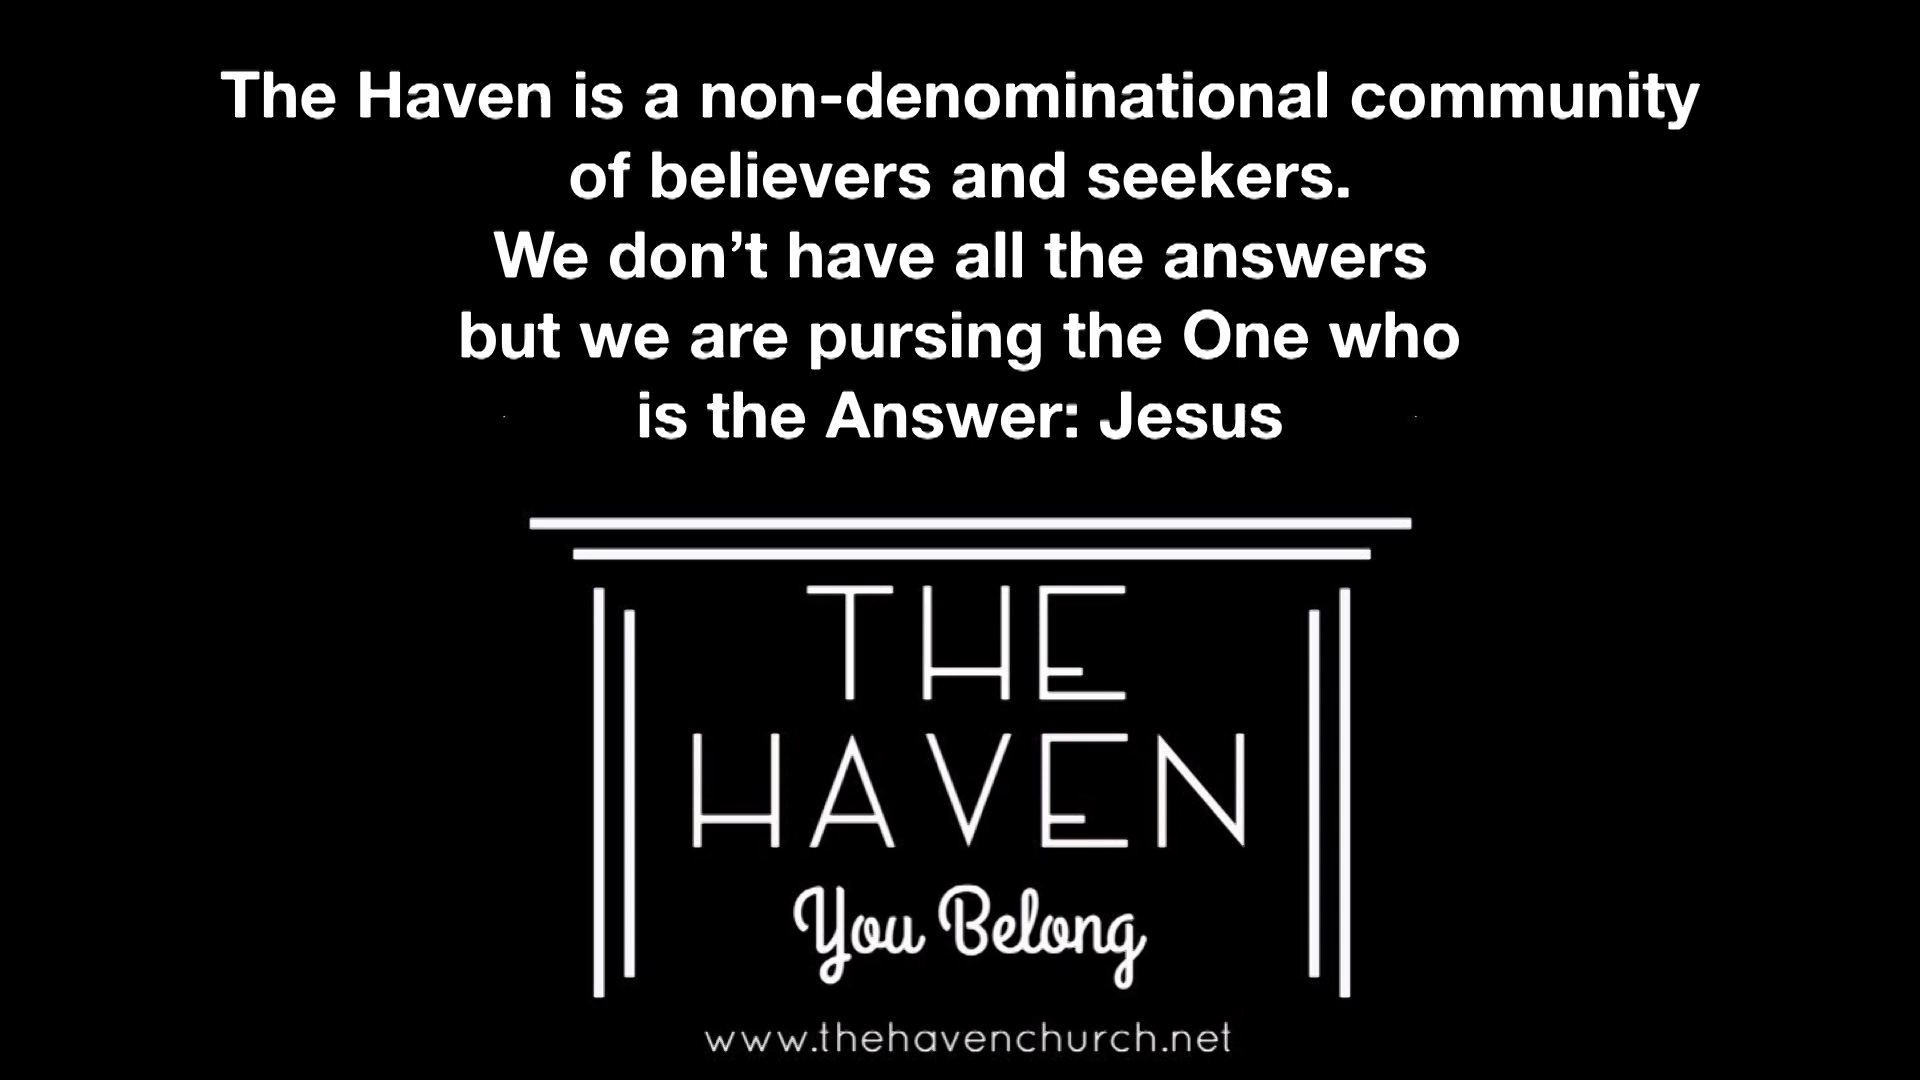 The Haven is a non-denominational community
of believers and seekers.
We don’t have all the answers
but we are pursing the One who
is the Answer: Jesus
THE
HAVEN
You Belong
www.thehavenchurch.net